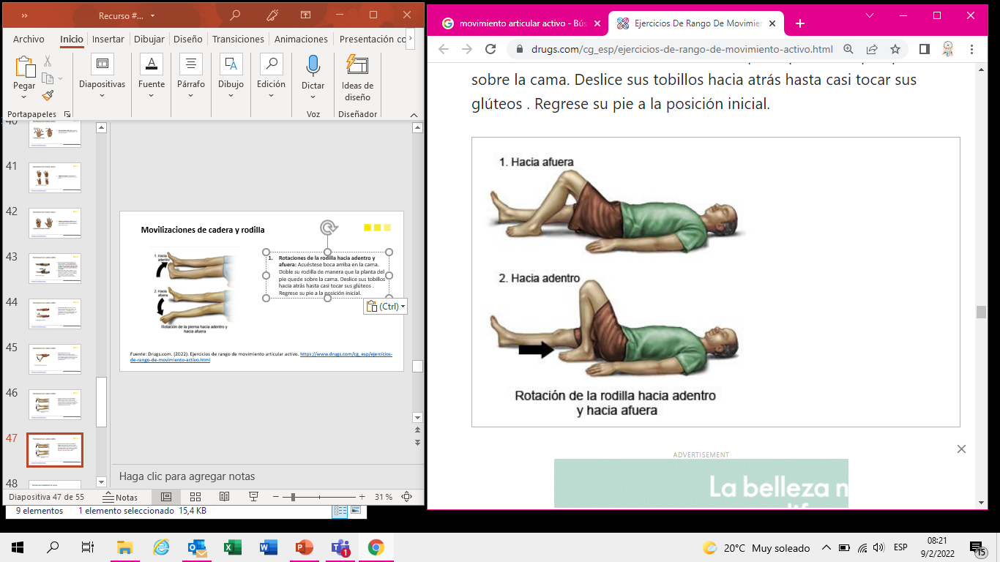 Recurso #...
Archivo
Inicio
Insertar
Dibujar
Diseño
Transiciones
Animaciones
Presentación co
Pegar
Diapositivas
Fuente
Párrafo
Dibujo
Edición
Dictar
Ideas de
diseño
Portapapeles
Voz
Diseñador
40
41
42
43
44
45
46
47
48
Movilizaciones de cadera y rodilla
1. Hacia
adentro
2. Hacia
afuera
Rotación de la pierna hacia adentro y
hacia afuera
1. Rotaciones de la rodilla hacia adentro y
afuera: Acuéstese boca arriba en la cama.
Doble su rodilla de manera que la planta del
pie quede sobre la cama. Deslice sus tobillos
hacia atrás hasta casi tocar sus glúteos .
Regrese su pie a la posición inicial.
(Ctrl)
Fuente: Drugs.com. (2022). Ejercicios de rango de movimiento articular activo. https://www.drugs.com/cg_esp/ejercicios-
de-rango-de-movimiento-activo.html
Haga clic para agregar notas
Diapositiva 47 de 55
Notas
31 %
9 elementos
1 elemento seleccionado 15,4 KB
movimiento articular activo - Bús
Ejercicios De Rango De Movimien
drugs.com/cg_esp/ejercicios-de-rango-de-movimiento-activo.html
sobre la cama. Deslice sus tobillos hacia atrás hasta casi tocar sus
glúteos . Regrese su pie a la posición inicial.
1. Hacia afuera
2. Hacia adentro
Rotación de la rodilla hacia adentro
y hacia afuera
ADVERTISEMENT
La belleza n
1
20°C Muy soleado
ESP
08:21
9/2/2022
15